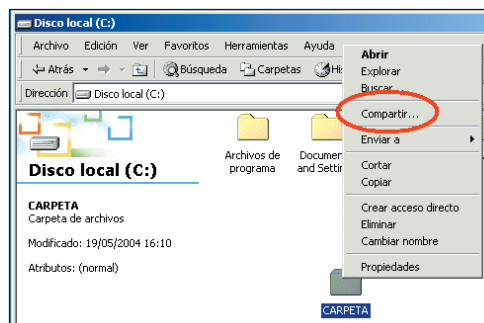 Disco local (C:)
Archivo Edición Ver Favoritos Herramientas Ayuda
Atrás Búsqueda Carpetas
Dirección Disco local (C:)
Disco local (C:)
CARPETA
Carpeta de archivos
Modificado: 19/05/2004 16:10
Atributos: (normal)
Archivos de
programa
and
CARPETA
Abrir
Explorar
Buscar...
Compartir...
Enviar a
Cortar
Copiar
Crear acceso directo
Eliminar
Cambiar nombre
Propiedades